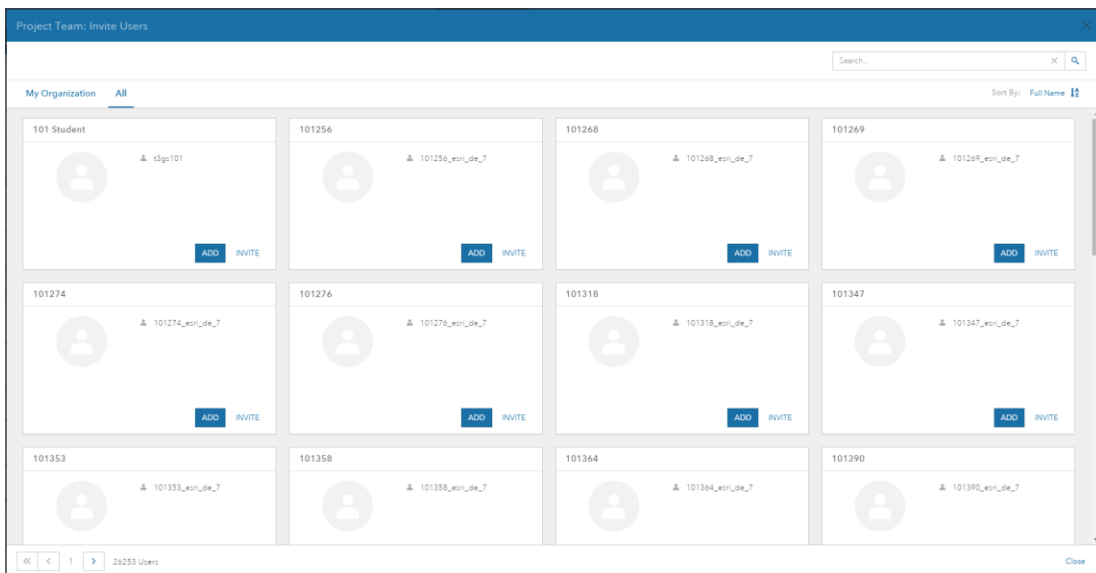 Project Team: Invite Users
Search...
My Organization All Sort By: Full Name
101 Student 101256 101268 101269
t3gs101 101256_esri_de_7 101268_esri_de_7 101269_esri_de_7
ADD INVITE ADD INVITE ADD INVITE ADD INVITE
101274 101276 101318 101347
101274_esri_de_7 101276_esri_de_7 101318_esri_de_7 101347_esri_de_7
ADD INVITE ADD INVITE ADD INVITE ADD INVITE
101353 101358 101364 101390
101353_esri_de_7 101358_esri_de_7 101364_esri_de_7 101390_esri_de_7
1 26253 Users Close